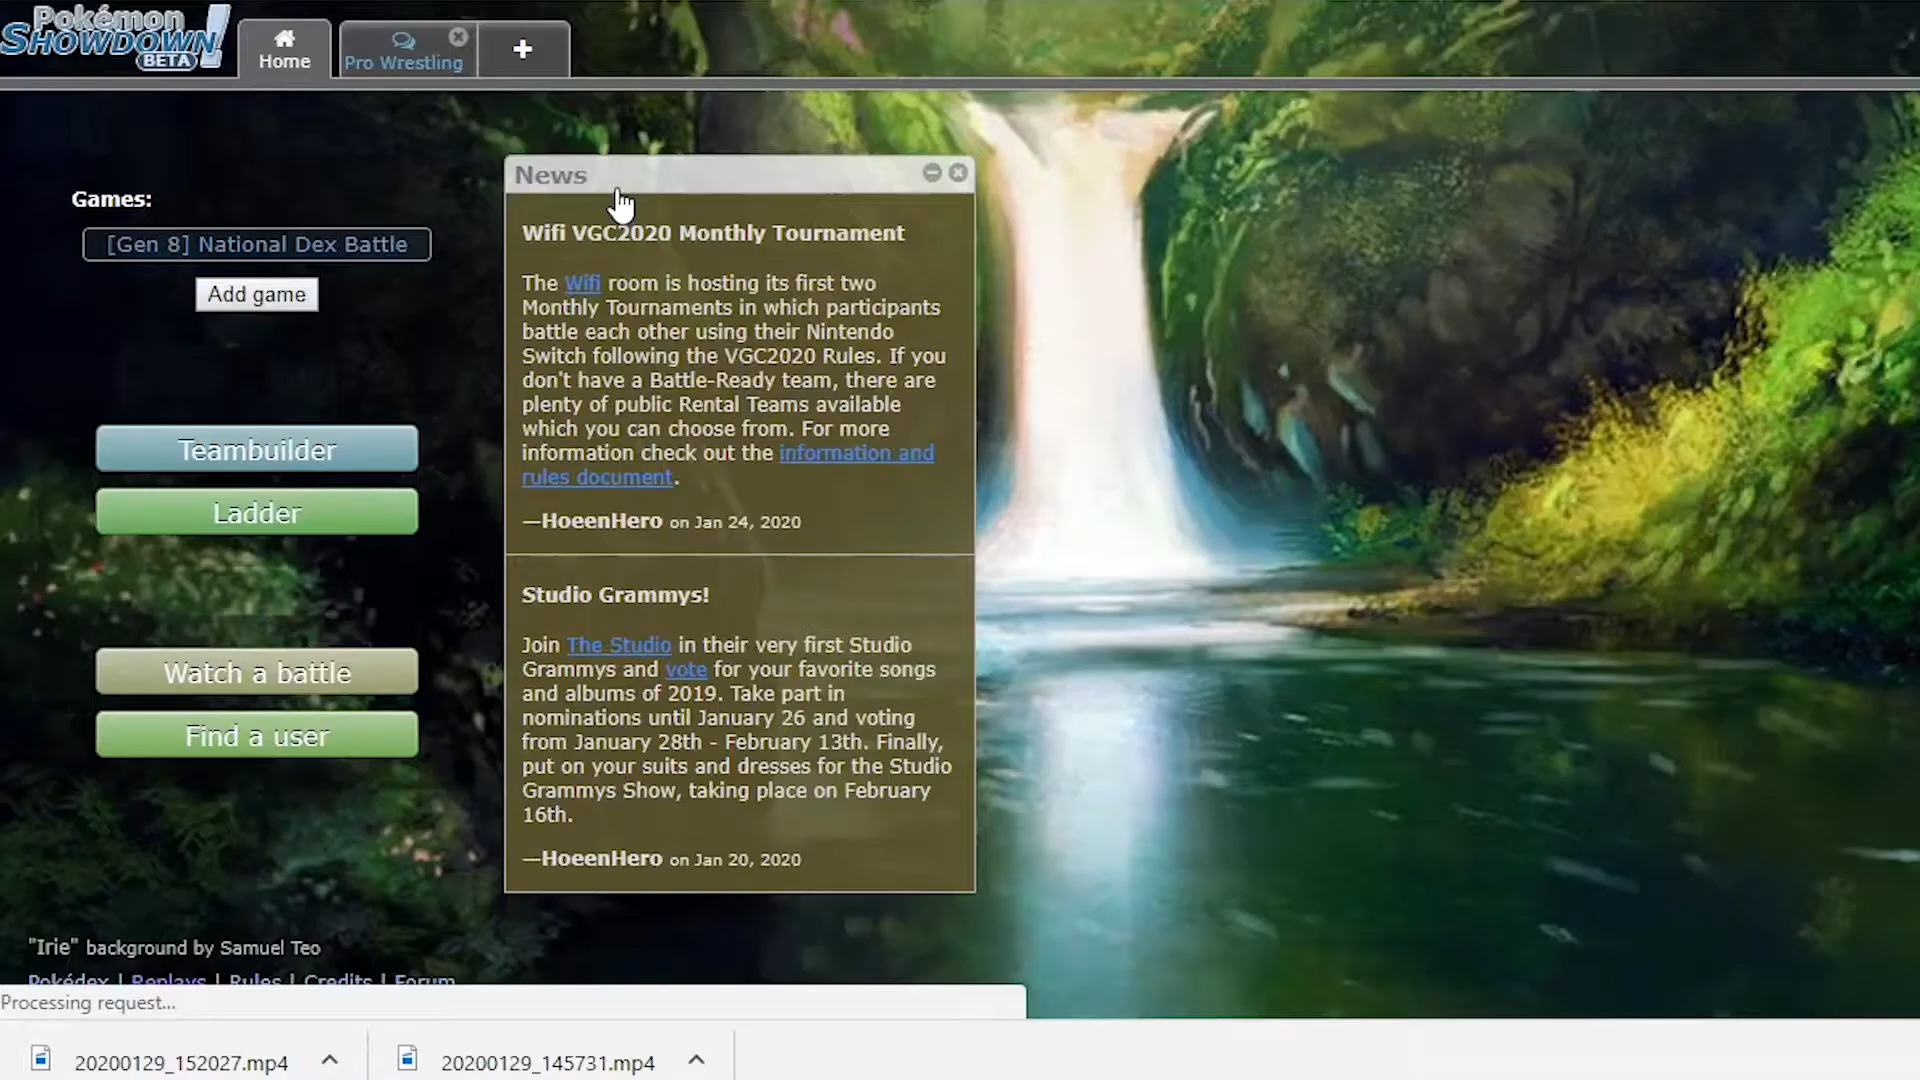 Pokémon
SHOWDOWN!
BETA
Home
Pro Wrestling
+
Games:
[Gen 8] National Dex Battle
Add game
Teambuilder
Ladder
Watch a battle
Find a user
News
Wifi VGC2020 Monthly Tournament
The Wifi room is hosting its first two
Monthly Tournaments in which participants
battle each other using their Nintendo
Switch following the VGC2020 Rules. If you
don't have a Battle-Ready team, there are
plenty of public Rental Teams available
which you can choose from. For more
information check out the information and
rules document.
—HoeenHero on Jan 24, 2020
Studio Grammys!
Join The Studio in their very first Studio
Grammys and vote for your favorite songs
and albums of 2019. Take part in
nominations until January 26 and voting
from January 28th - February 13th. Finally,
put on your suits and dresses for the Studio
Grammys Show, taking place on February
16th.
—HoeenHero on Jan 20, 2020
"Irie" background by Samuel Teo
Pokédex | Replays | Rules | Credits | Forum
Processing request...
20200129_152027.mp4
20200129_145731.mp4